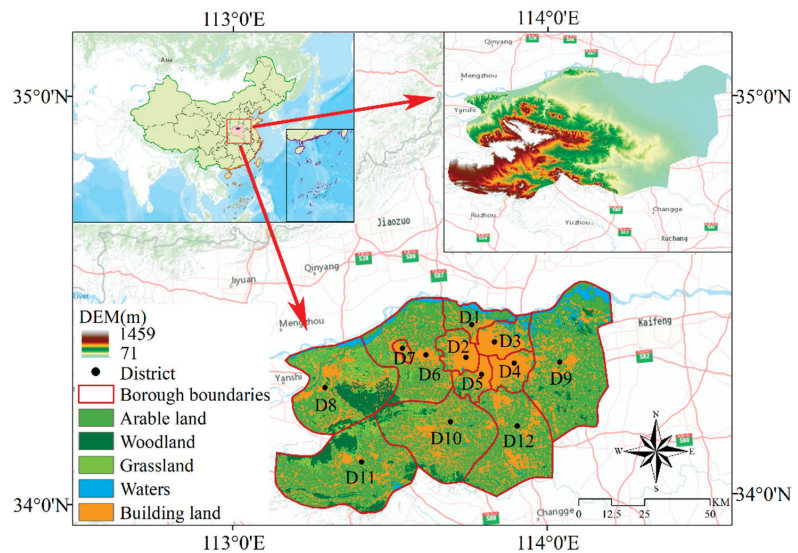 113°0'E
114°0'E
35°0'N
35°0'N
Asia
Qinyang
Mengzhou
Yanshi
Ruzhou
Yuzhou
Changge
Xuchang
Jiaozuo
Qinyang
Jiyuan
River
Mengzhou
Yanshi
Kaifeng
Changge
DEM(m)
1459
71
District
Borough boundaries
Arable land
Woodland
Grassland
Waters
Building land
D1
D2
D3
D4
D5
D6
D7
D8
D9
D10
D11
D12
N
W
E
S
0
12.5
25
50
KM
34°0'N
34°0'N
113°0'E
114°0'E